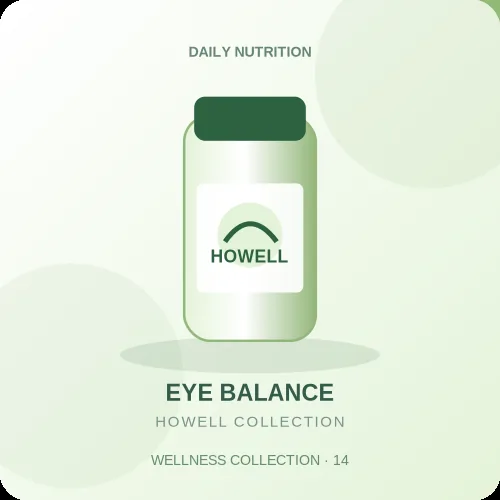 DAILY NUTRITION
HOWELL
EYE BALANCE
HOWELL COLLECTION
WELLNESS COLLECTION · 14